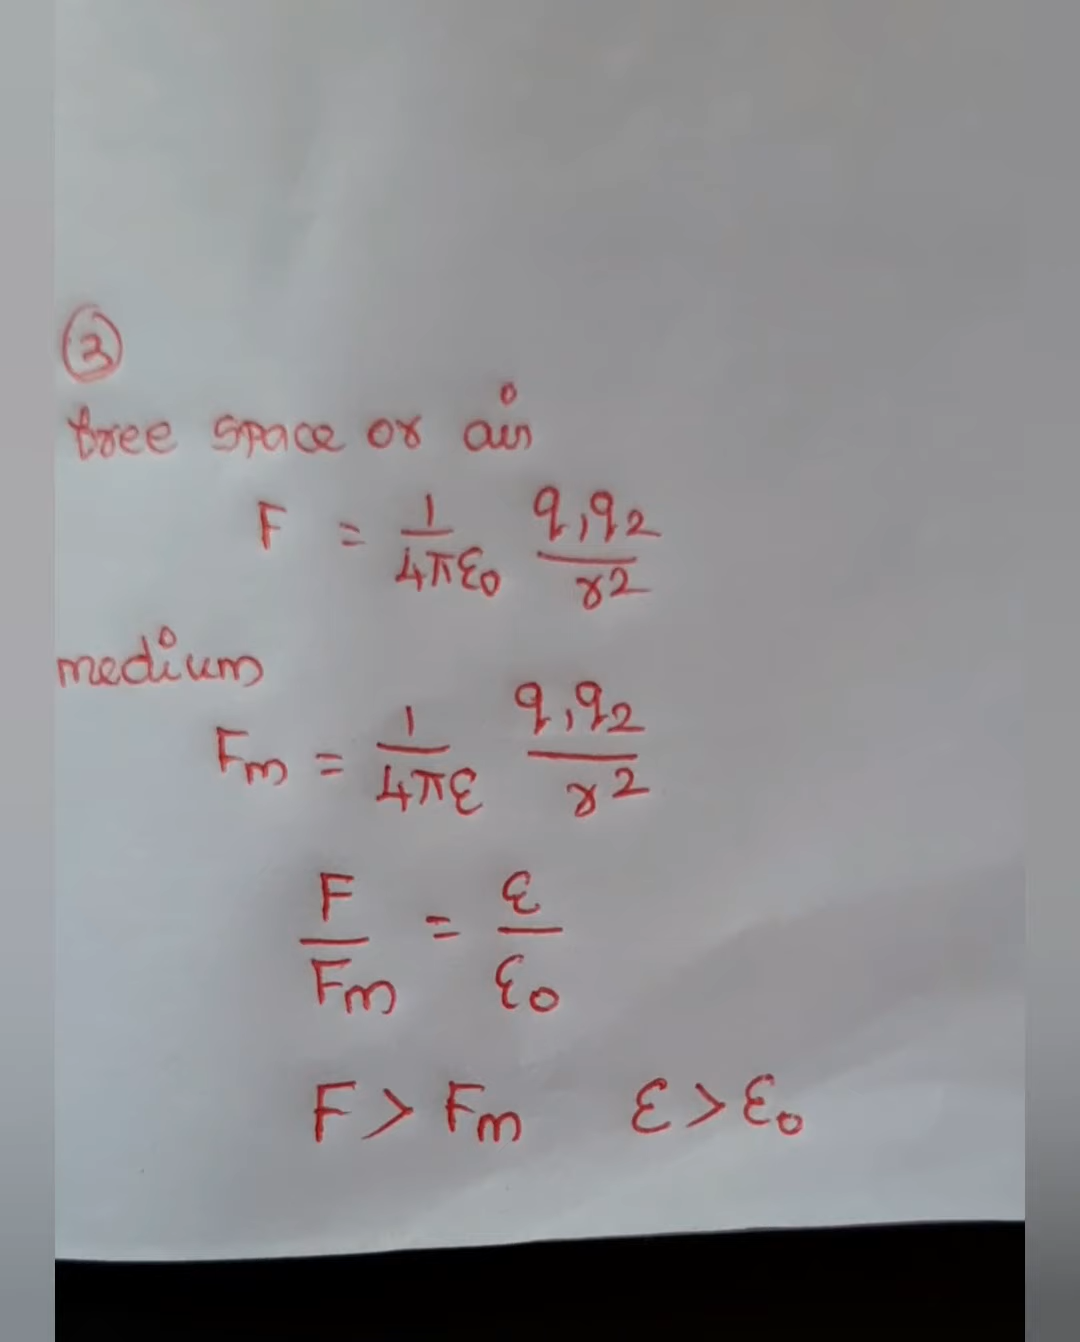 ③
free space or air
F = 1/4πε₀ q₁q₂/r²
medium
Fm = 1/4πε q₁q₂/r²
F/Fm = ε/ε₀
F > Fm ε > ε₀